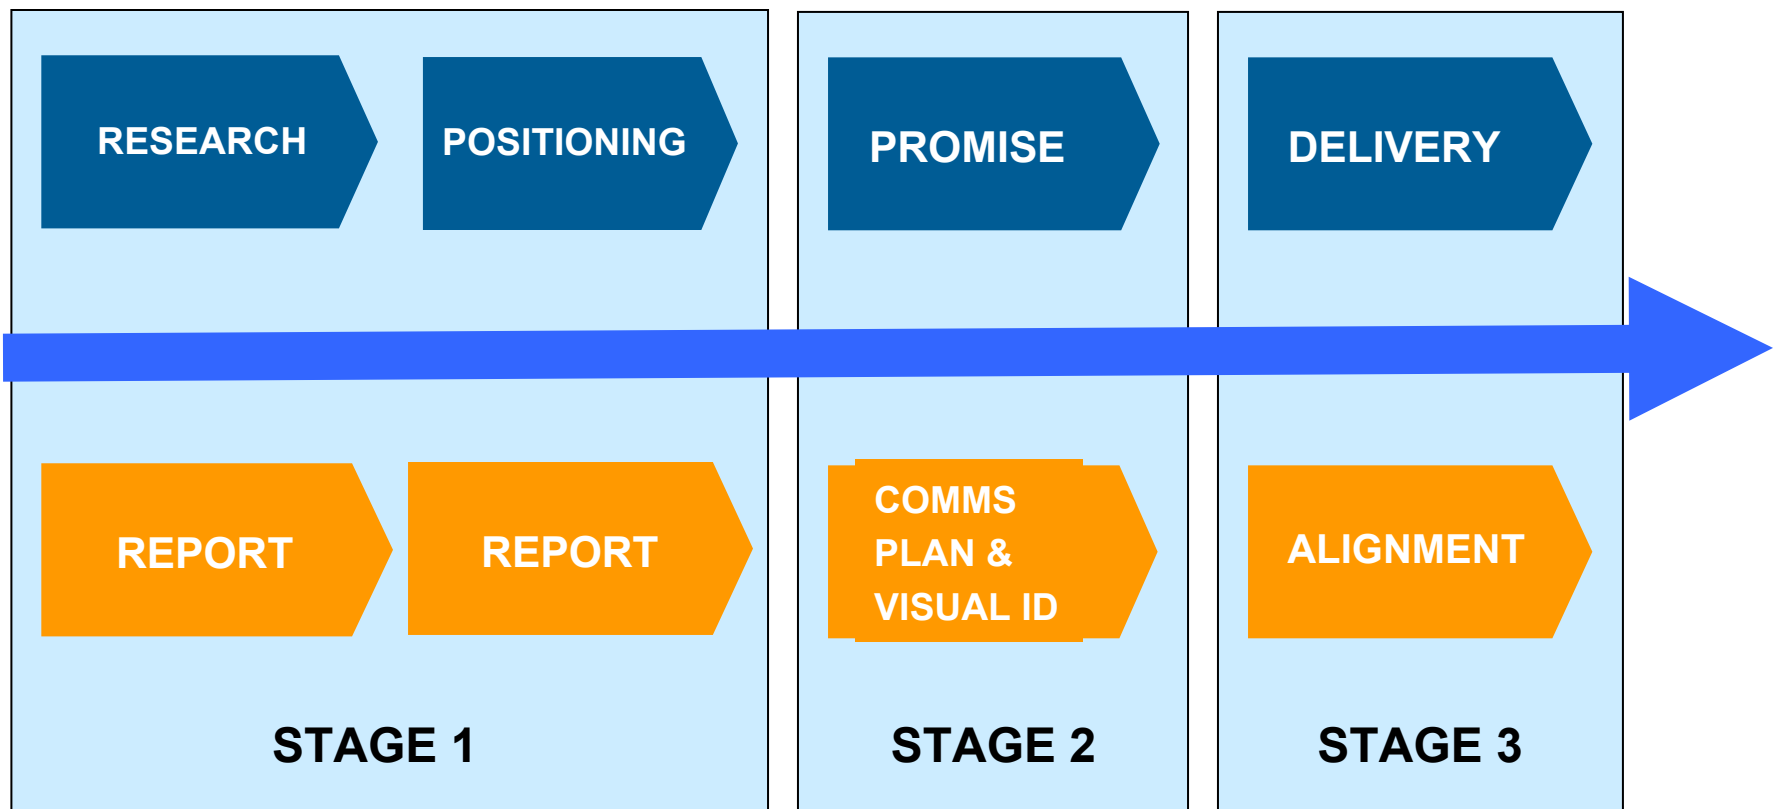 RESEARCH
POSITIONING
PROMISE
DELIVERY
REPORT
REPORT
COMMS
PLAN &
VISUAL ID
ALIGNMENT
STAGE 1
STAGE 2
STAGE 3